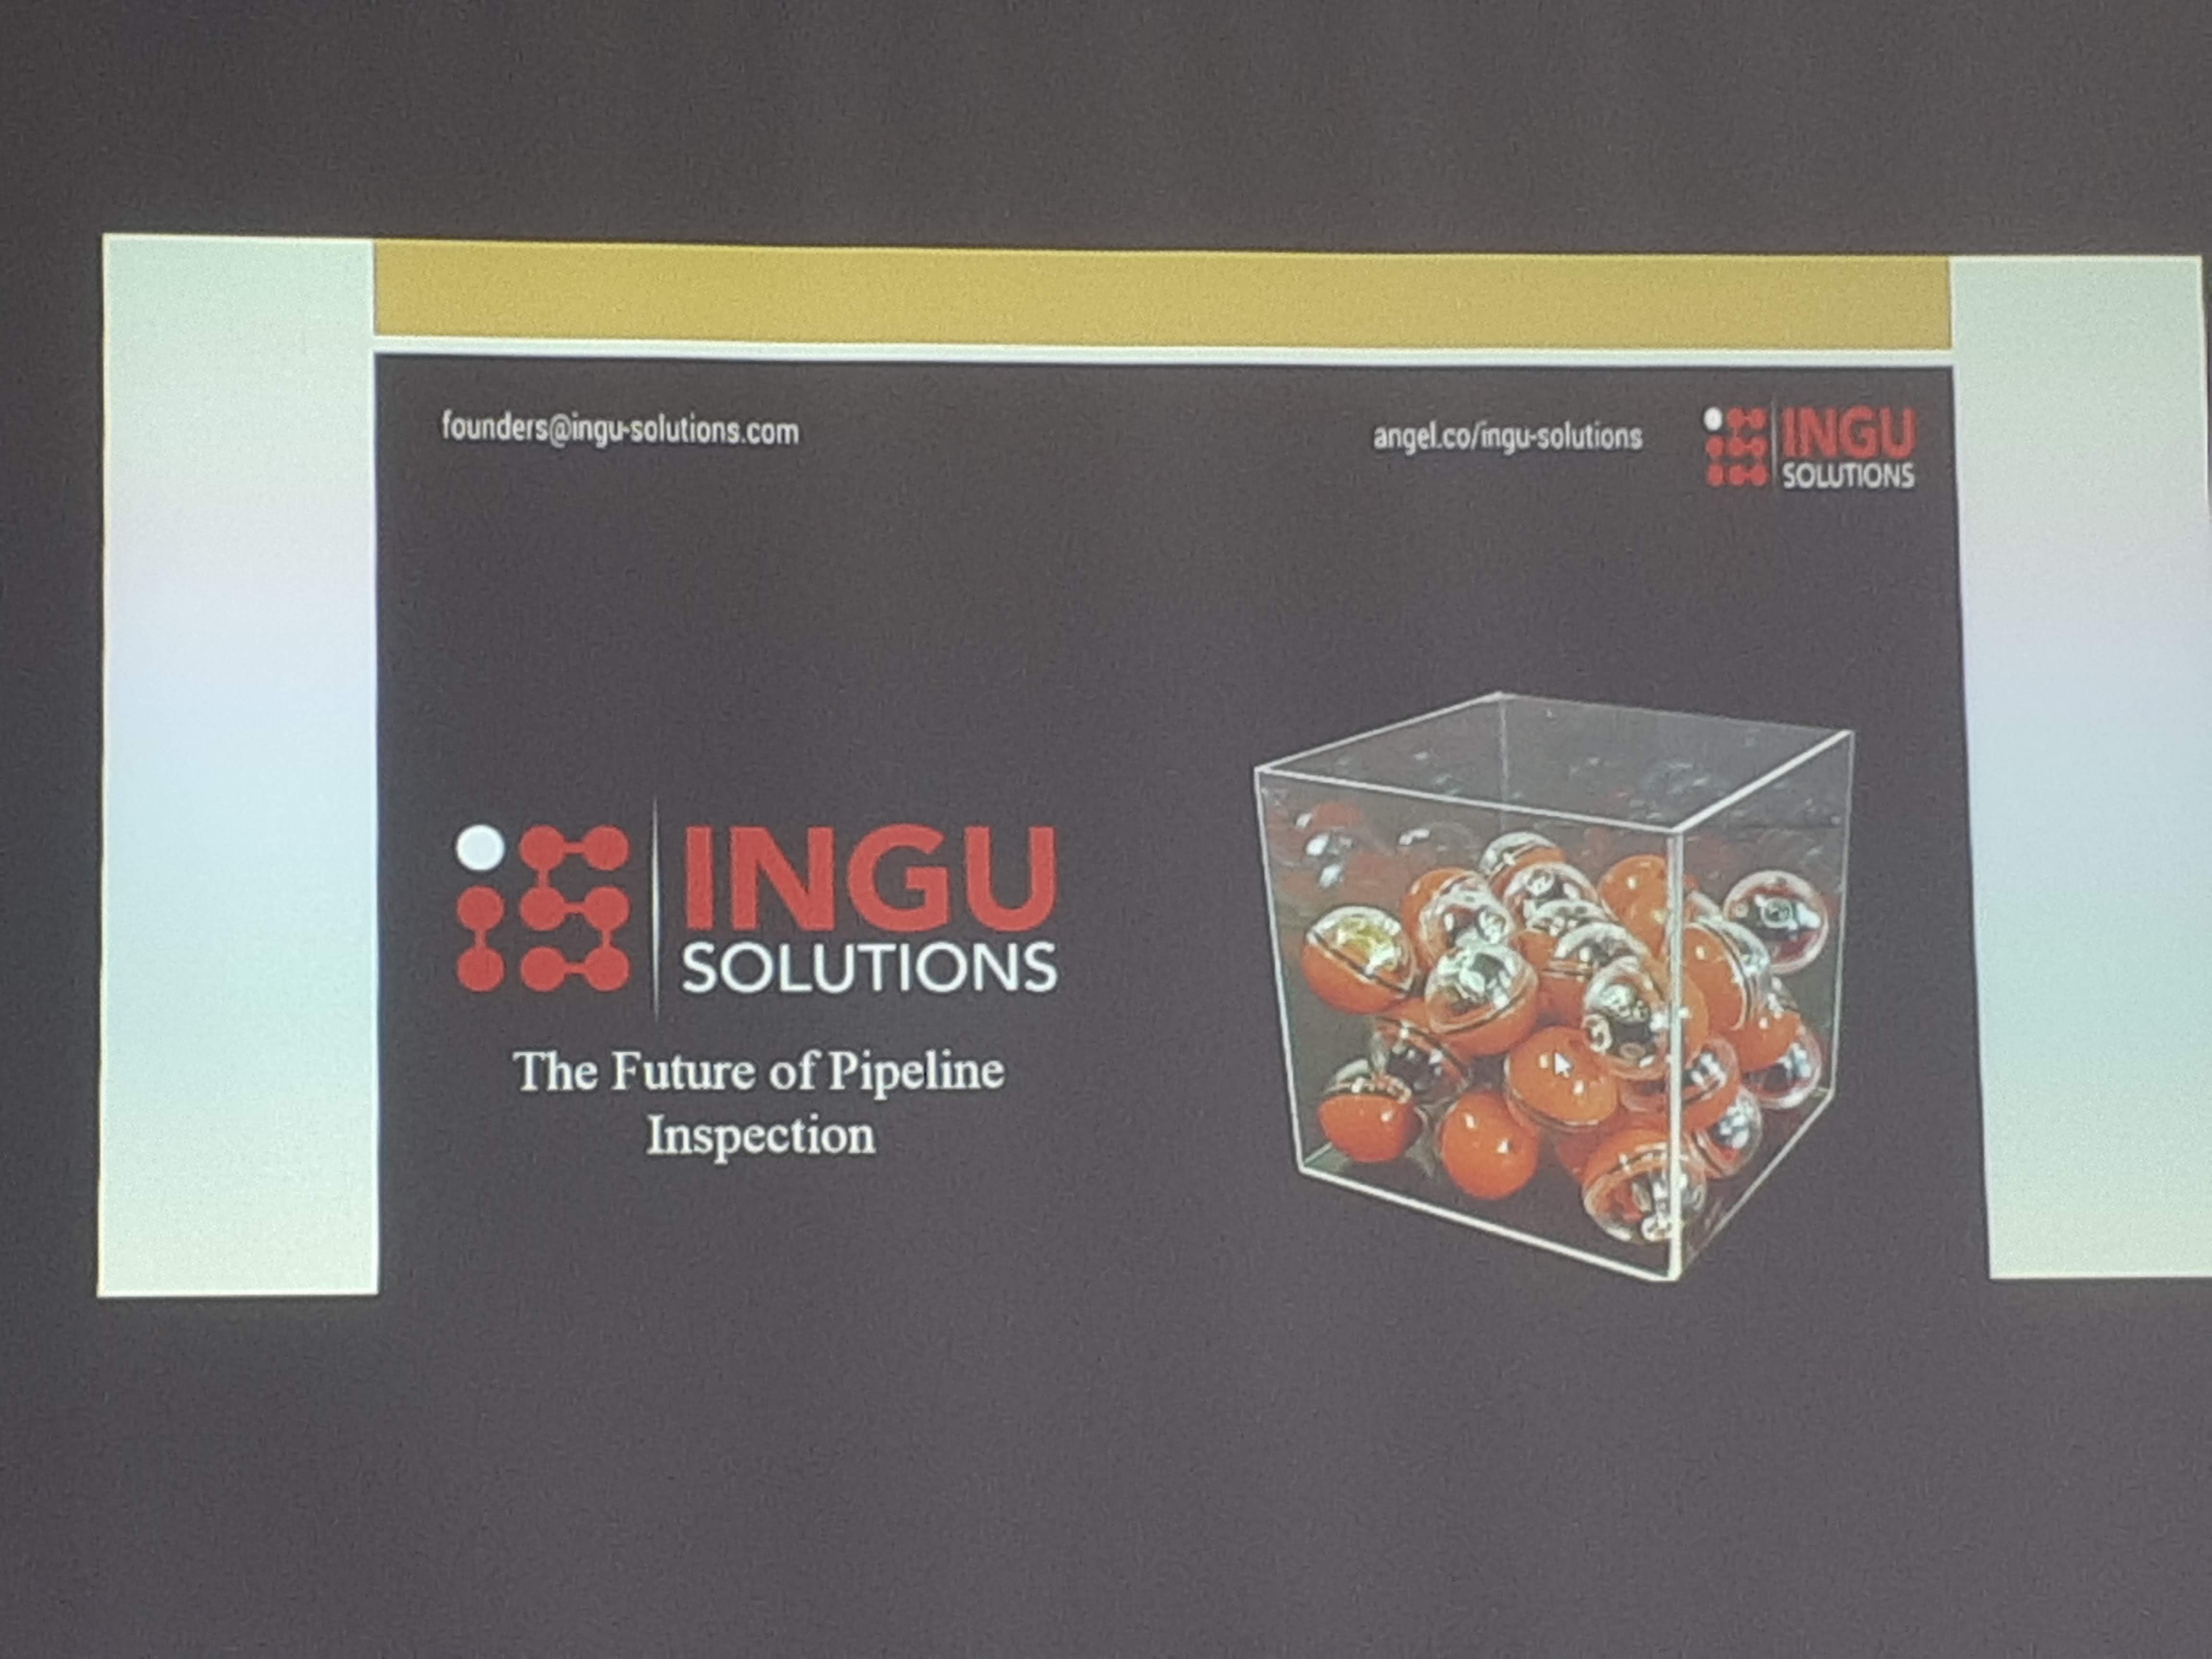 founders@ingu-solutions.com
angel.co/ingu-solutions
INGU
SOLUTIONS
INGU
SOLUTIONS
The Future of Pipeline
Inspection